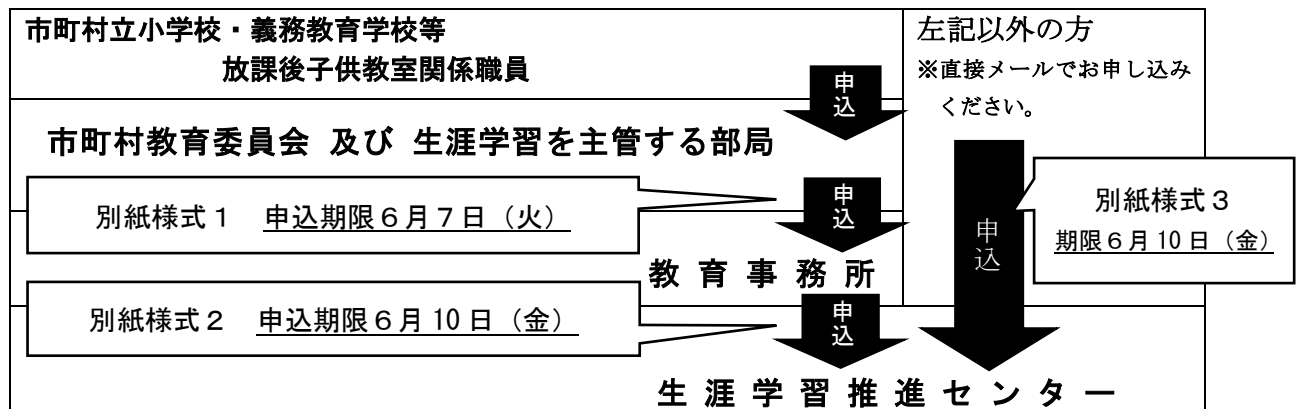 市町村立小学校・義務教育学校等
放課後子供教室関係職員
申込
市町村教育委員会 及び 生涯学習を主管する部局
別紙様式１ 申込期限６月７日（火）
申込
教育事務所
別紙様式２ 申込期限６月10日（金）
申込
左記以外の方
※直接メールでお申し込み
ください。
申込
別紙様式３
期限６月10日（金）
生涯学習推進センター